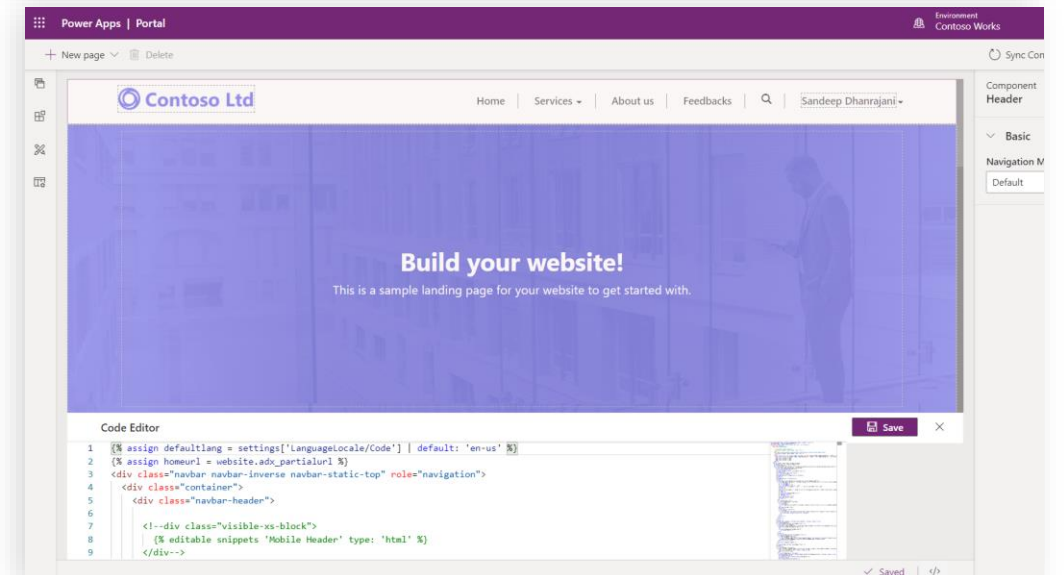 Power Apps | Portal
Environment
Contoso Works
New page
Delete
Sync Con
Contoso Ltd
Home | Services | About us | Feedbacks | Sandeep Dhanrajani
Component
Header
Basic
Navigation M
Default
Build your website!
This is a sample landing page for your website to get started with.
Code Editor
Save
1 {% assign defaultlang = settings['LanguageLocale/Code'] | default: 'en-us' %}
2 {% assign homeurl = website.adx_partialurl %}
3 <div class="navbar navbar-inverse navbar-static-top" role="navigation">
4 <div class="container">
5 <div class="navbar-header">
6
7 <!--div class="visible-xs-block">
8 {% editable snippets 'Mobile Header' type: 'html' %}
9 </div-->
Saved | </>